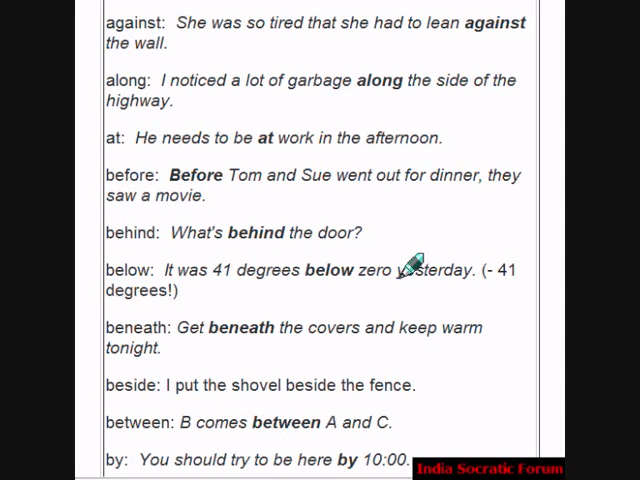 against: She was so tired that she had to lean against
the wall.
along: I noticed a lot of garbage along the side of the
highway.
at: He needs to be at work in the afternoon.
before: Before Tom and Sue went out for dinner, they
saw a movie.
behind: What's behind the door?
below: It was 41 degrees below zero yesterday. (- 41
degrees!)
beneath: Get beneath the covers and keep warm
tonight.
beside: I put the shovel beside the fence.
between: B comes between A and C.
by: You should try to be here by 10:00.
India Socratic Forum